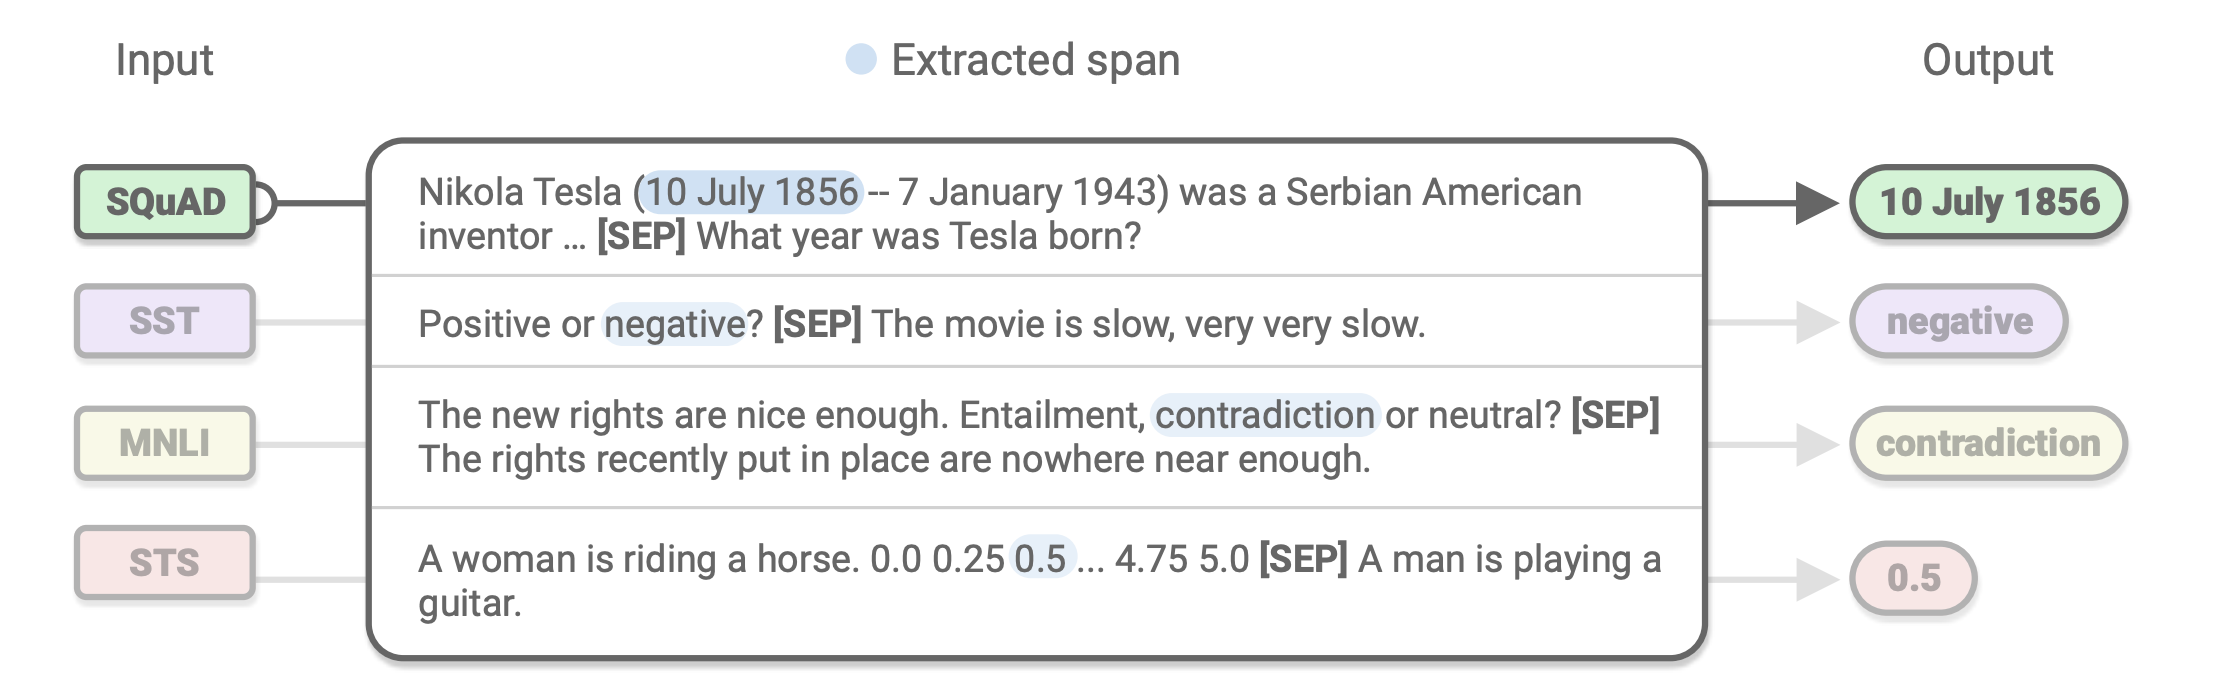 Input
Extracted span
Output
SQuAD
Nikola Tesla (10 July 1856 -- 7 January 1943) was a Serbian American
inventor ... [SEP] What year was Tesla born?
10 July 1856
SST
Positive or negative? [SEP] The movie is slow, very very slow.
negative
MNLI
The new rights are nice enough. Entailment, contradiction or neutral? [SEP]
The rights recently put in place are nowhere near enough.
contradiction
STS
A woman is riding a horse. 0.0 0.25 0.5 ... 4.75 5.0 [SEP] A man is playing a
guitar.
0.5